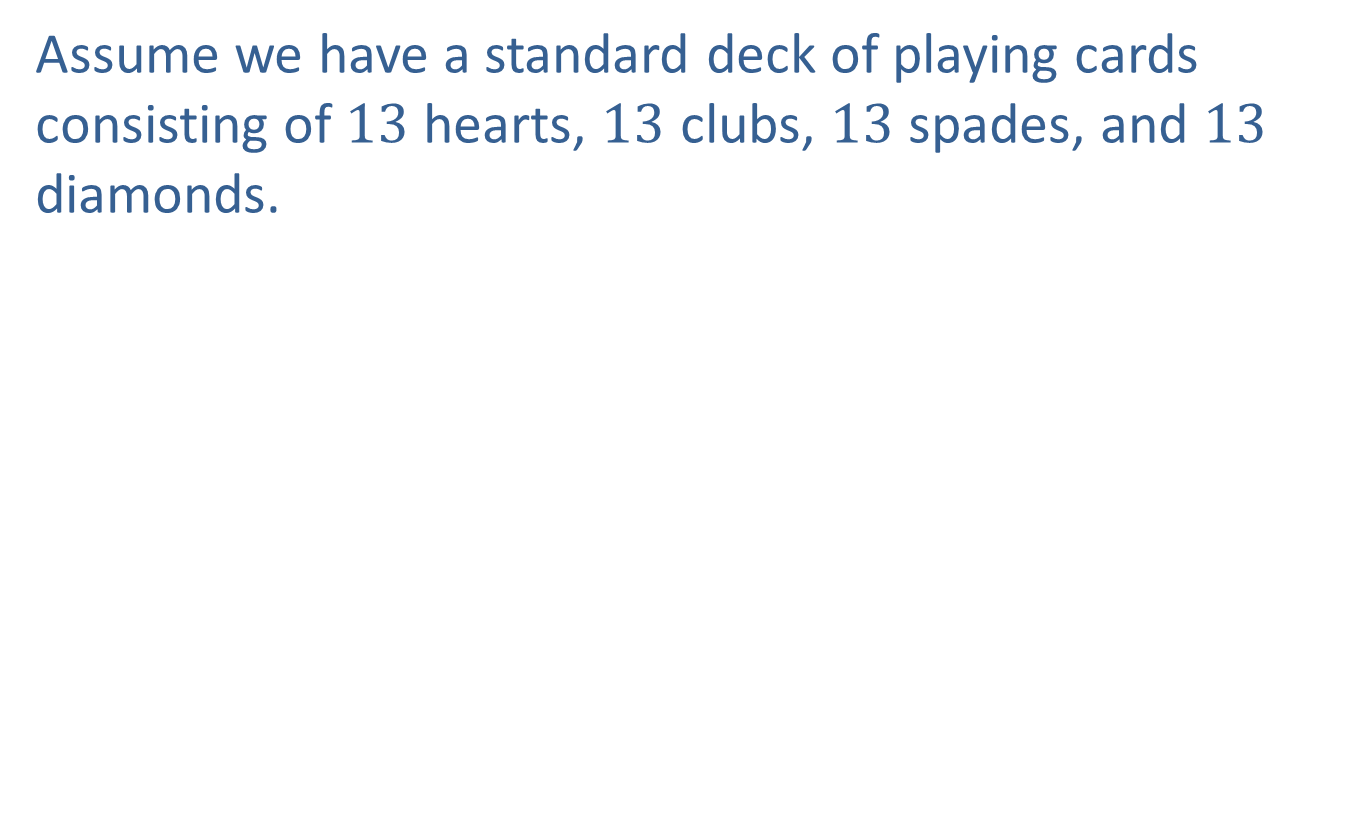 Assume we have a standard deck of playing cards
consisting of 13 hearts, 13 clubs, 13 spades, and 13
diamonds.